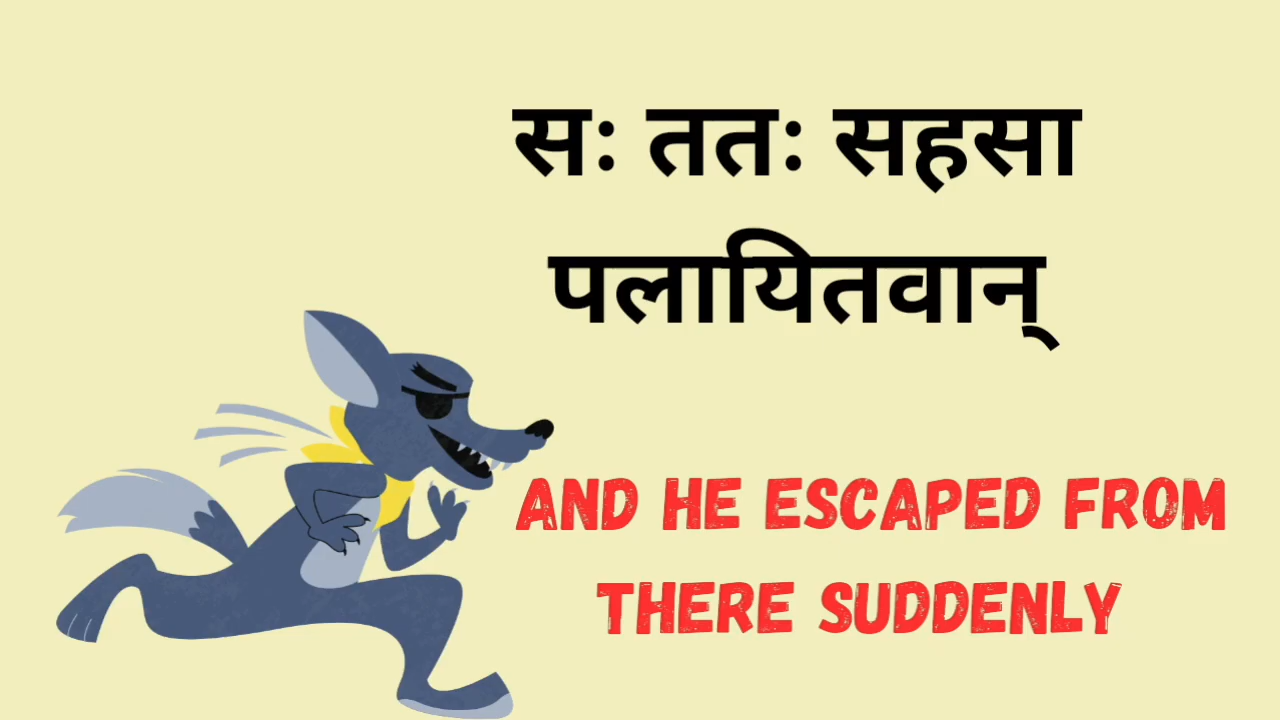 सः ततः सहसा
पलायितवान्
AND HE ESCAPED FROM
THERE SUDDENLY